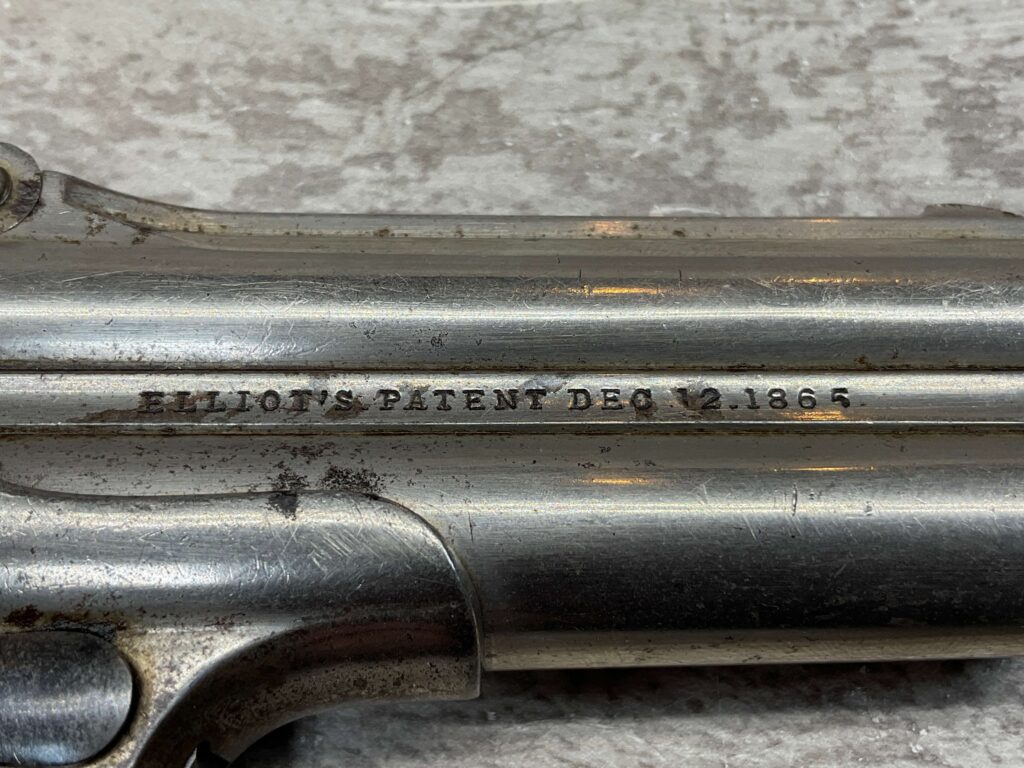 ELLIOT'S PATENT DEC. 12.1865